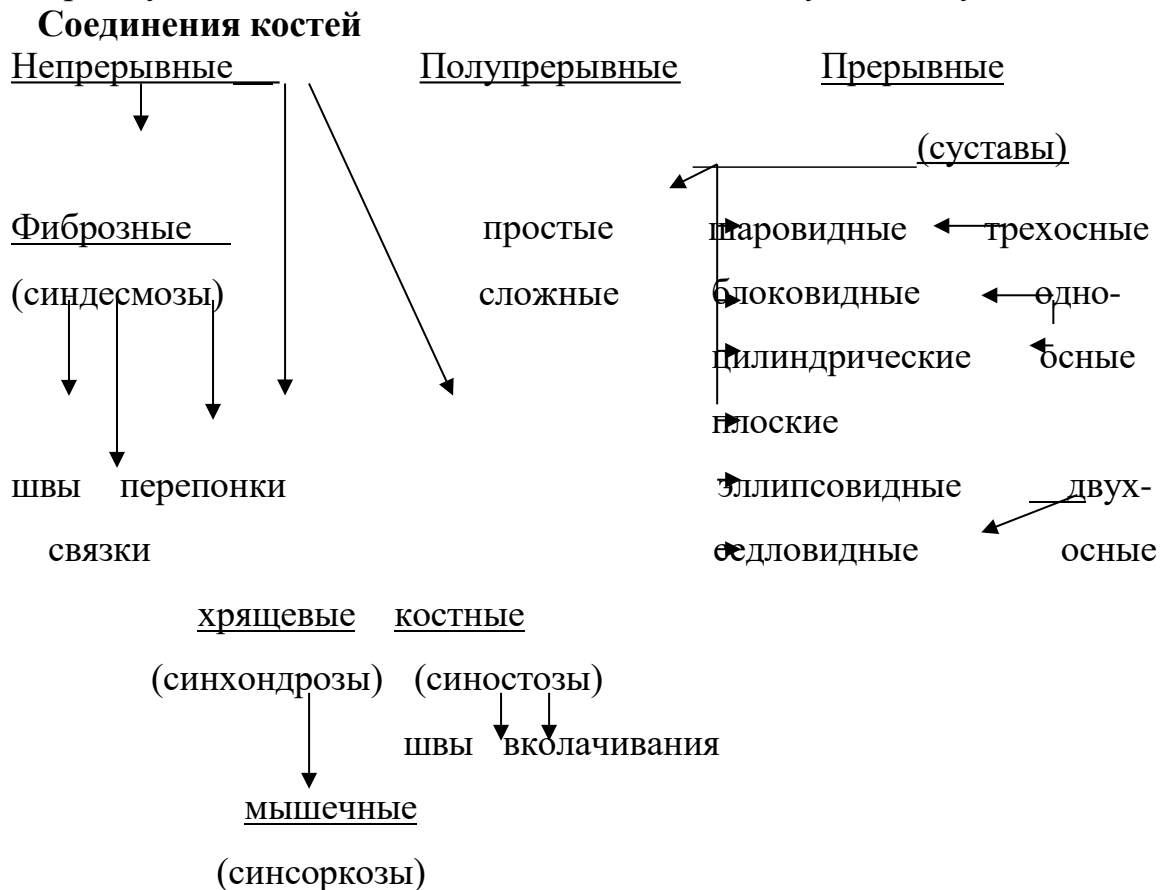 Соединения костей
Непрерывные Полупрерывные Прерывные
(суставы)
Фиброзные простые шаровидные трехосные
(синдесмозы) сложные блоковидные одно-
цилиндрические осные
плоские
швы перепонки эллипсовидные двух-
связки седловидные осные
хрящевые костные
(синхондрозы) (синостозы)
швы вколачивания
мышечные
(синсоркозы)